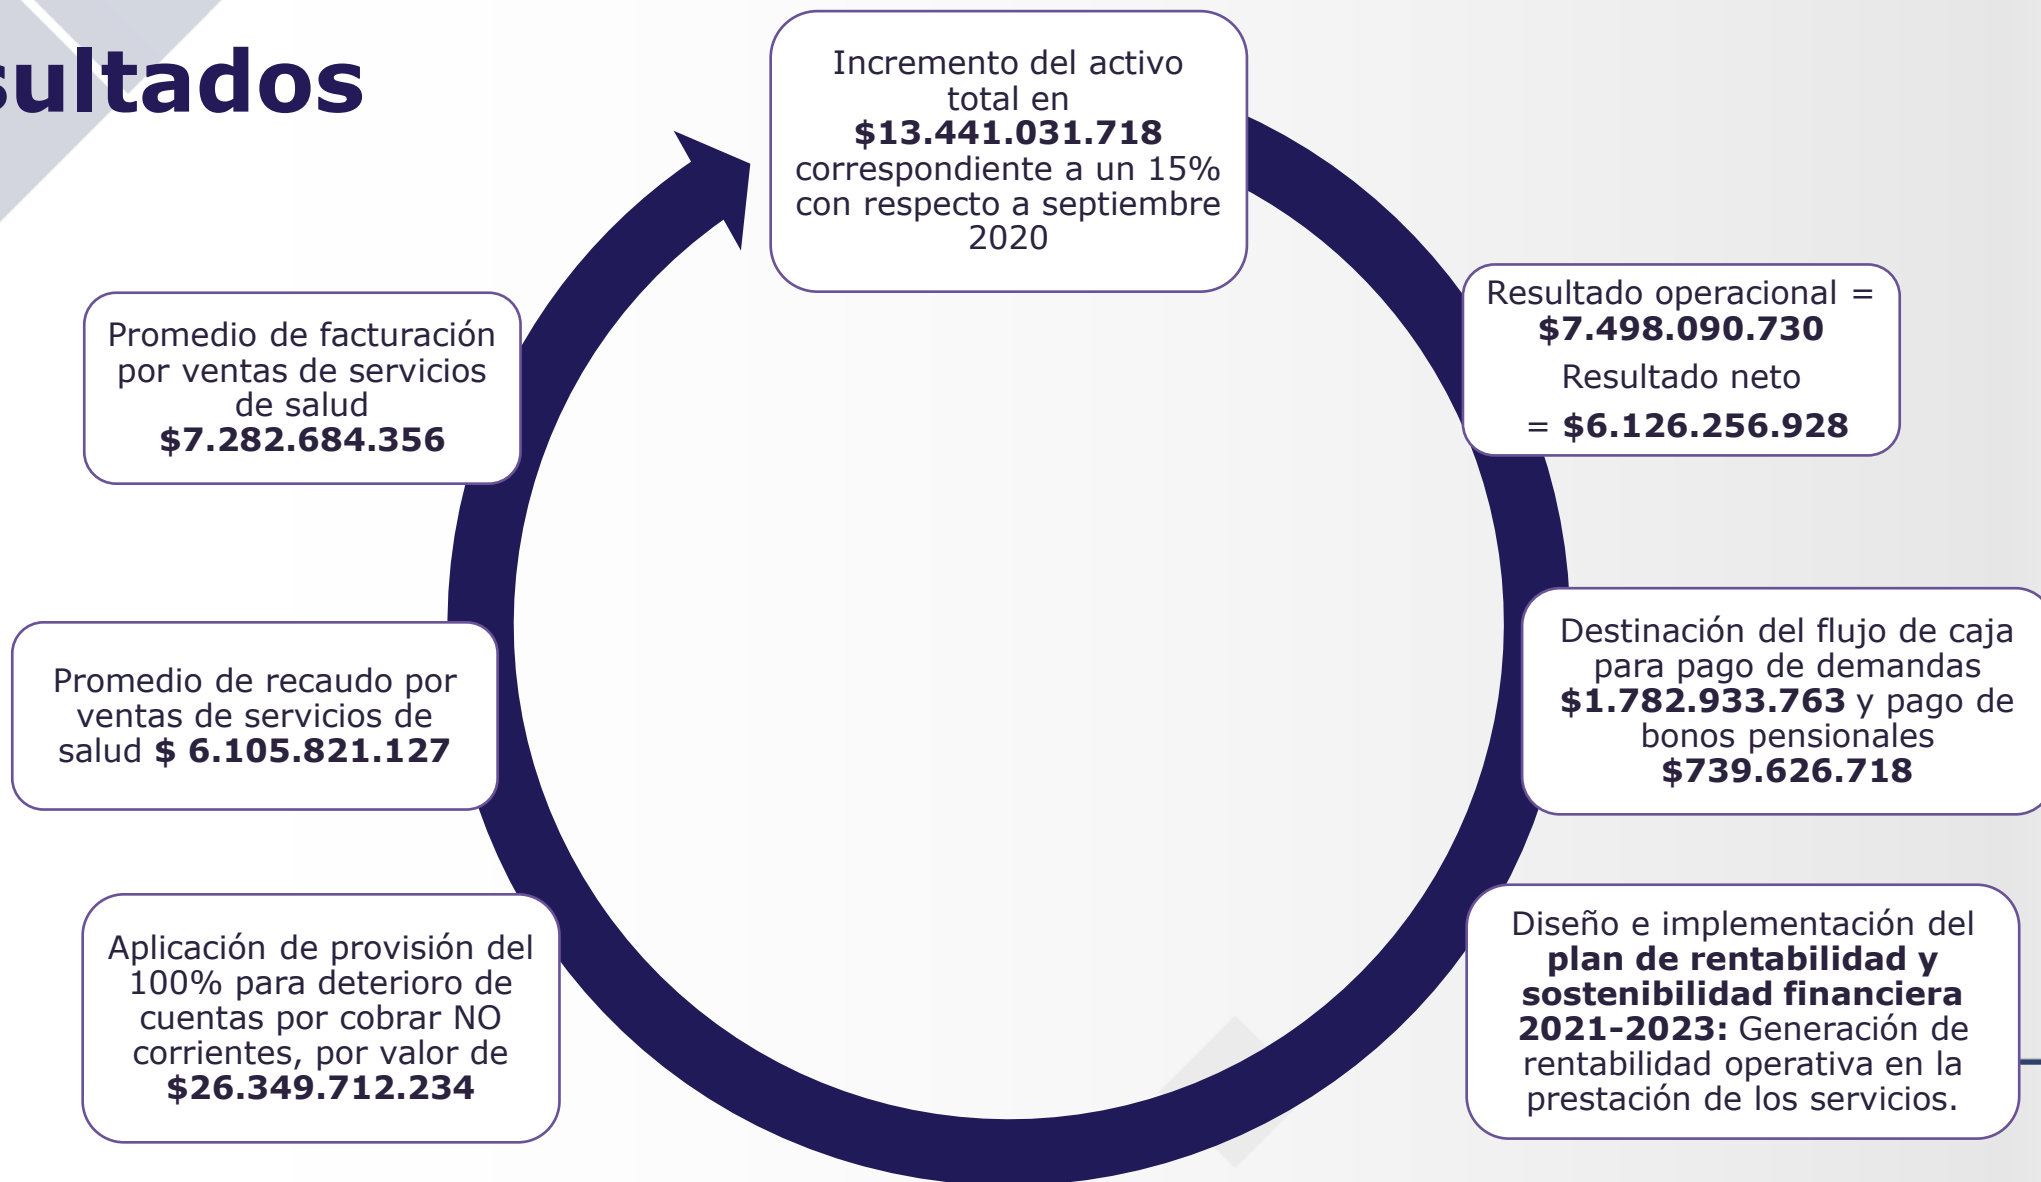 sultados
Incremento del activo
total en
$13.441.031.718
correspondiente a un 15%
con respecto a septiembre
2020
Resultado operacional =
$7.498.090.730
Resultado neto
= $6.126.256.928
Destinación del flujo de caja
para pago de demandas
$1.782.933.763 y pago de
bonos pensionales
$739.626.718
Diseño e implementación del
plan de rentabilidad y
sostenibilidad financiera
2021-2023: Generación de
rentabilidad operativa en la
prestación de los servicios.
Aplicación de provisión del
100% para deterioro de
cuentas por cobrar NO
corrientes, por valor de
$26.349.712.234
Promedio de recaudo por
ventas de servicios de
salud $ 6.105.821.127
Promedio de facturación
por ventas de servicios
de salud
$7.282.684.356